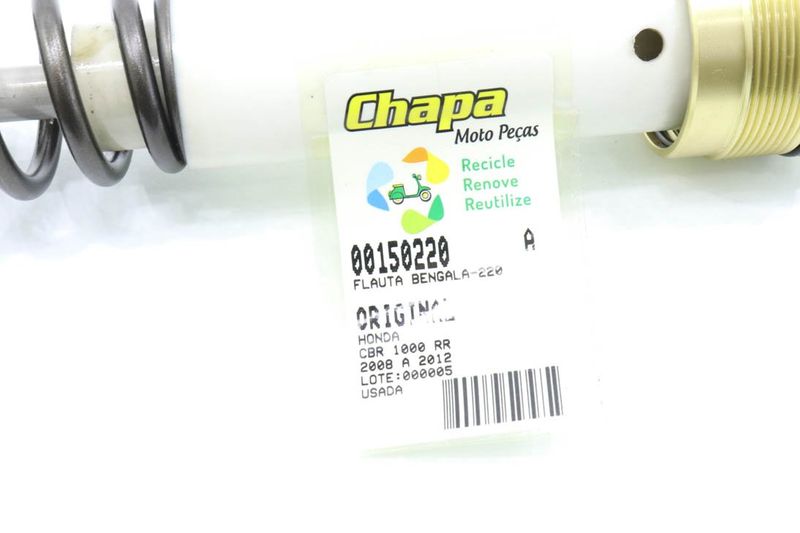 Chapa
Moto Peças
Recicle
Renove
Reutilize
00150220 A
FLAUTA BENGALA-220
ORIGINAL
HONDA
CBR 1000 RR
2008 A 2012
LOTE:000005
USADA